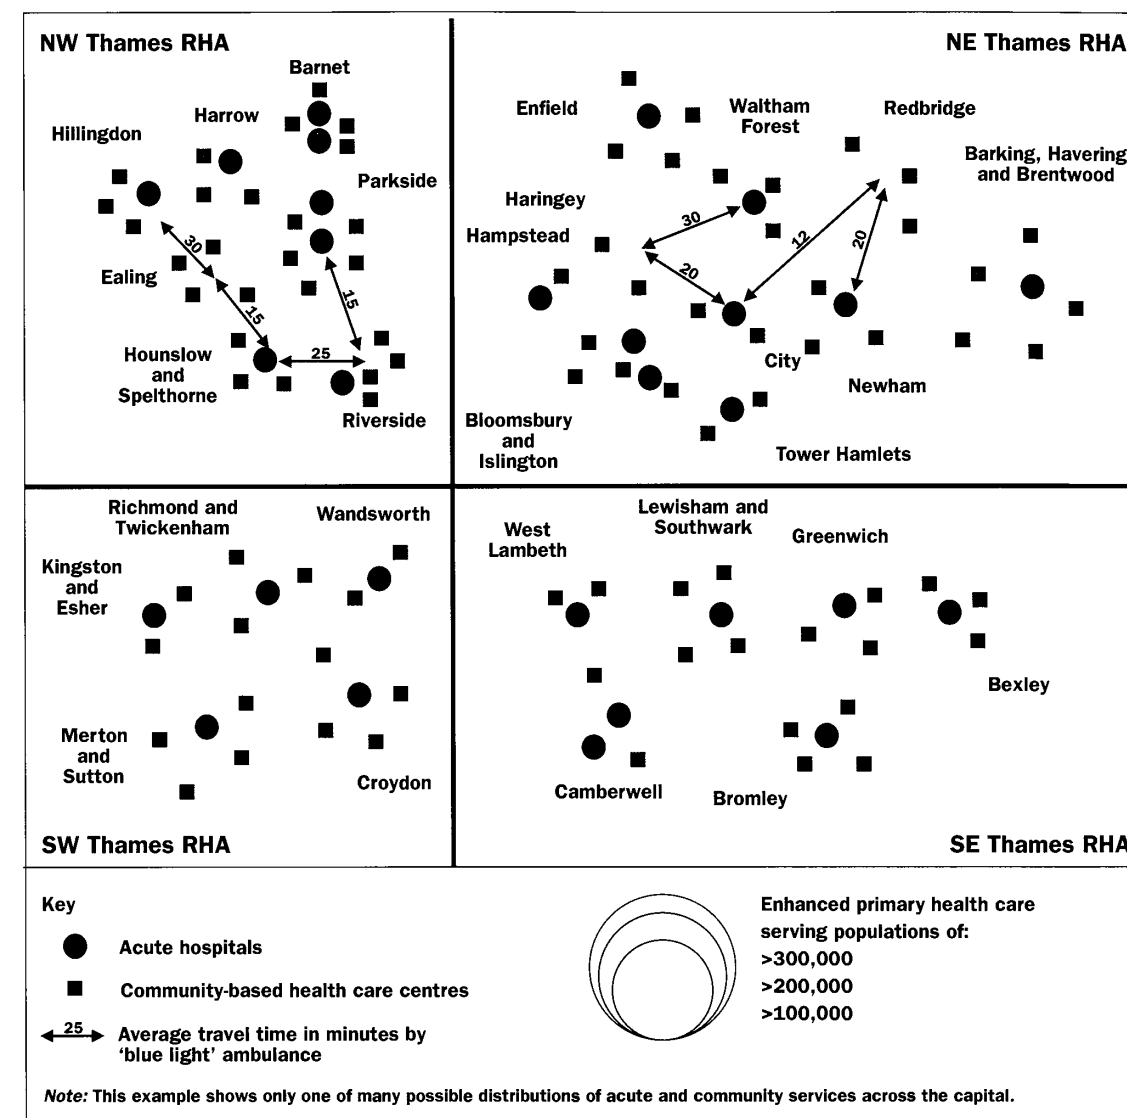 NW Thames RHA
Barnet
Harrow
Hillingdon
Parkside
30
Ealing
15
15
25
Hounslow
and
Spelthorne
Riverside
NE Thames RHA
Enfield
Waltham
Forest
Redbridge
Barking, Havering
and Brentwood
Haringey
Hampstead
30
20
12
20
City
Newham
Bloomsbury
and
Islington
Tower Hamlets
Richmond and
Twickenham
Wandsworth
Kingston
and
Esher
Merton
and
Sutton
Croydon
SW Thames RHA
West
Lambeth
Lewisham and
Southwark
Greenwich
Bexley
Camberwell
Bromley
SE Thames RHA
Key
Acute hospitals
Community-based health care centres
25
Average travel time in minutes by
‘blue light’ ambulance
Enhanced primary health care
serving populations of:
>300,000
>200,000
>100,000
Note: This example shows only one of many possible distributions of acute and community services across the capital.